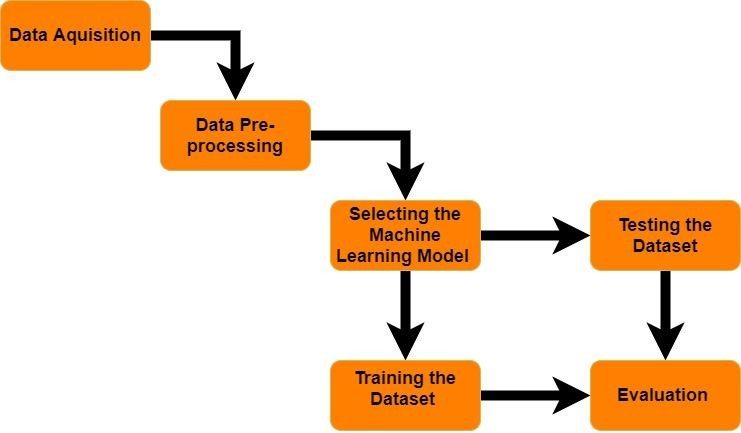 Data Aquisition
Data Pre-
processing
Selecting the
Machine
Learning Model
Testing the
Dataset
Training the
Dataset
Evaluation